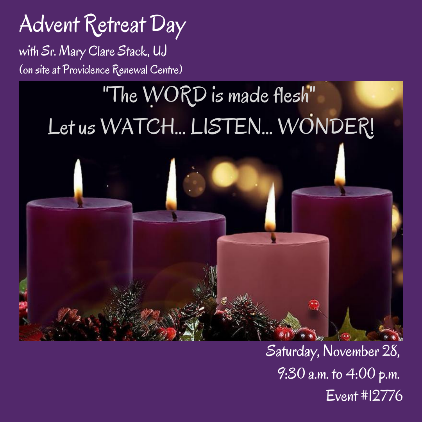 Advent Retreat Day
with Sr. Mary Clare Stack, UJ
(on site at Providence Renewal Centre)
"The WORD is made flesh"
Let us WATCH... LISTEN... WONDER!
Saturday, November 28,
9:30 a.m. to 4:00 p.m.
Event #12776